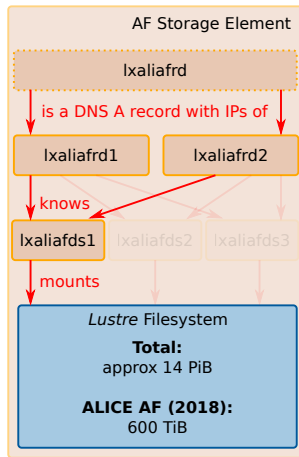 AF Storage Element
lxaliafrd
is a DNS A record with IPs of
lxaliafrd1 lxaliafrd2
knows
lxaliafds1 lxaliafds2 lxaliafds3
mounts
Lustre Filesystem
Total:
approx 14 PiB
ALICE AF (2018):
600 TiB